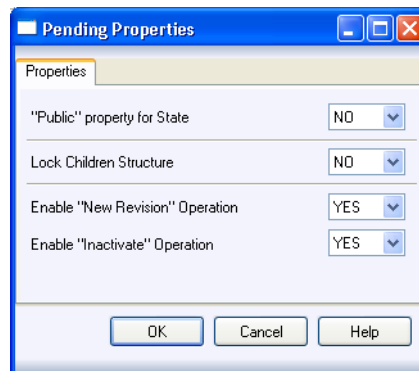 Pending Properties
Properties
"Public" property for State NO
Lock Children Structure NO
Enable "New Revision" Operation YES
Enable "Inactivate" Operation YES
OK Cancel Help